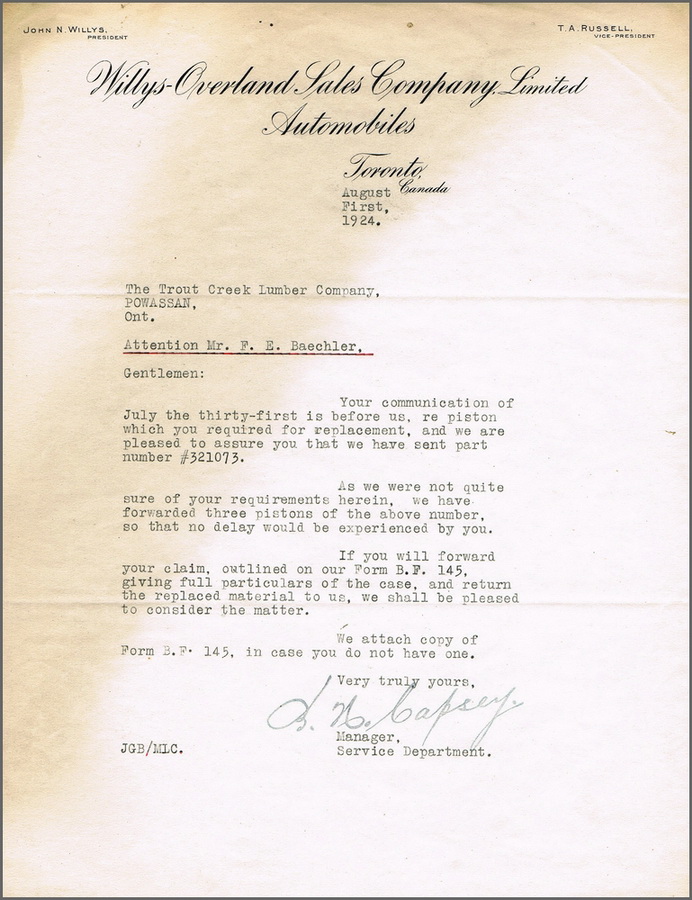 JOHN N. WILLYS,
PRESIDENT
T. A. RUSSELL,
VICE-PRESIDENT
Willys-Overland Sales Company, Limited
Automobiles
Toronto,
Canada
August
First,
1924.
The Trout Creek Lumber Company,
POWASSAN,
Ont.
Attention Mr. F. E. Baechler,
Gentlemen:
Your communication of
July the thirty-first is before us, re piston
which you required for replacement, and we are
pleased to assure you that we have sent part
number #321073.
As we were not quite
sure of your requirements herein, we have
forwarded three pistons of the above number,
so that no delay would be experienced by you.
If you will forward
your claim, outlined on our Form B.F. 145,
giving full particulars of the case, and return
the replaced material to us, we shall be pleased
to consider the matter.
We attach copy of
Form B.F. 145, in case you do not have one.
Very truly yours,
Manager,
JGB/MLC.
Service Department.